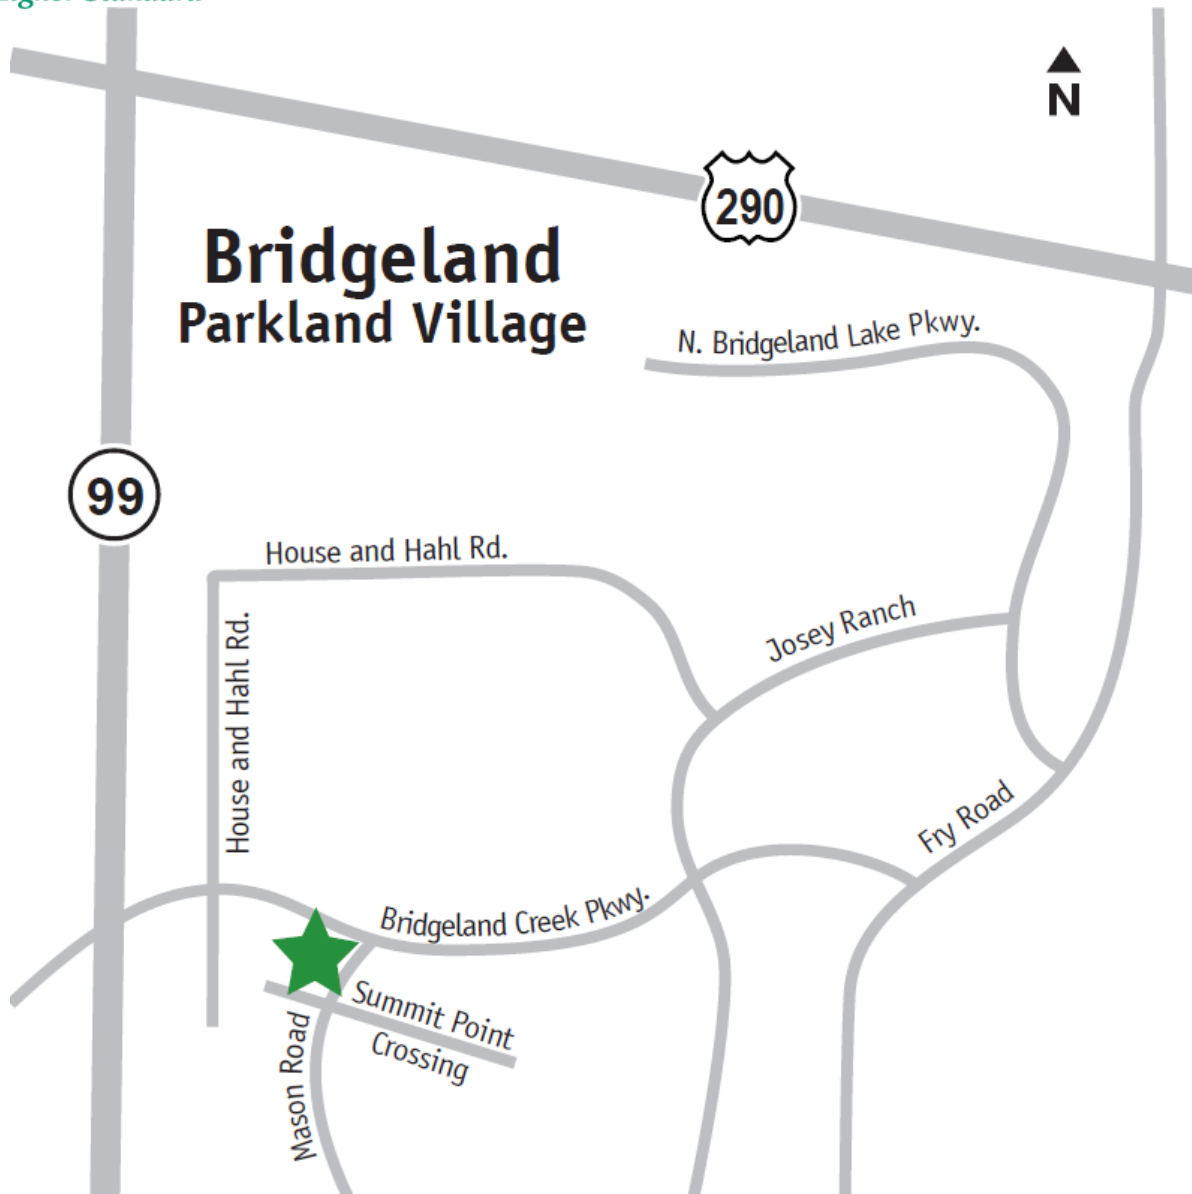 Standard
N
290
Bridgeland
Parkland Village
N. Bridgeland Lake Pkwy.
99
House and Hahl Rd.
Josey Ranch
House and Hahl Rd.
Fry Road
Bridgeland Creek Pkwy.
Summit Point
Crossing
Mason Road